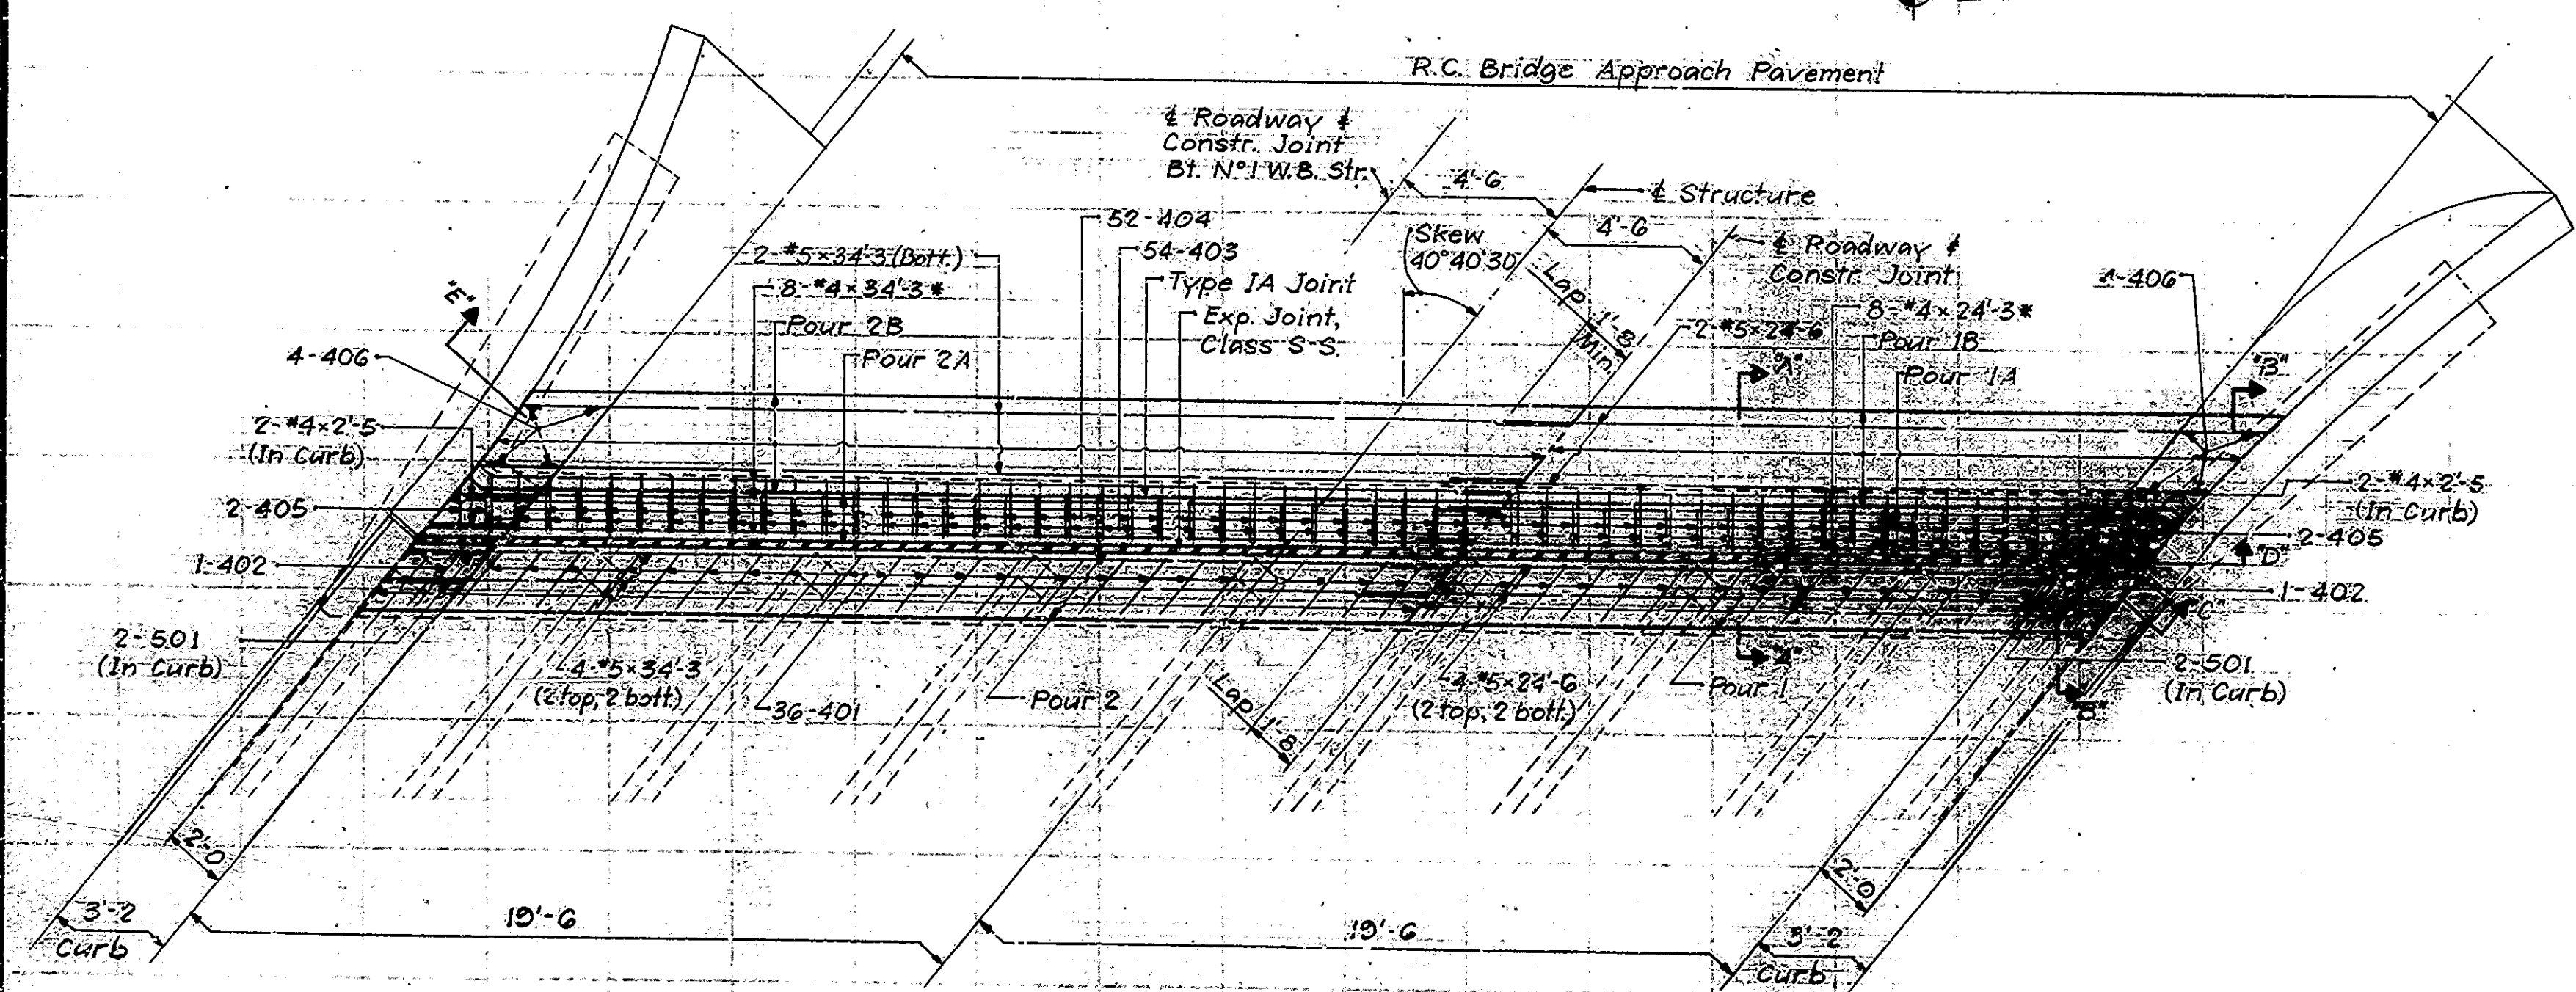 R.C. Bridge Approach Pavement
℄ Roadway &
Constr. Joint
Bt. Nº1 W.B. Str.
4'-6
℄ Structure
4'-6
℄ Roadway &
Constr. Joint
52-404
54-403
Type IA Joint
Exp. Joint,
Class S-S.
Skew
40°40'30"
Lap 1'-8
Min.
2-#5×34'-3 (Bott.)
8-#4×34'-3*
Pour 2B
Pour 2A
2-#5×24'-6
8-#4×24'-3*
Pour 1B
Pour 1A
4-406
"E"
"A"
"B"
4-406
2-#4×2'-5
(In Curb)
2-405
1-402
2-501
(In Curb)
2-#4×2'-5
(In Curb)
2-405
"D"
1-402
"C"
2-501
(In Curb)
4-#5×34'-3
(2 top, 2 bott.)
36-401
Pour 2
Lap 1'-8
4-#5×24'-6
(2 top, 2 bott.)
Pour 1
"A"
"B"
2'-0
2'-0
3'-2
Curb
19'-6
19'-6
3'-2
Curb